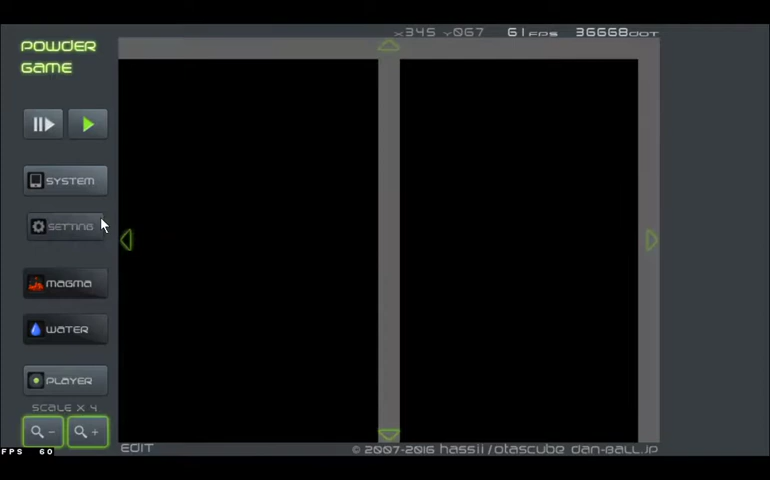 POWDER
GAME
X345 Y067 61FPS 36668DOT
SYSTEM
SETTING
MAGMA
WATER
PLAYER
SCALE X 4
- +
FPS 60
EDIT
© 2007-2016 hassii/otascube dan-ball.jp